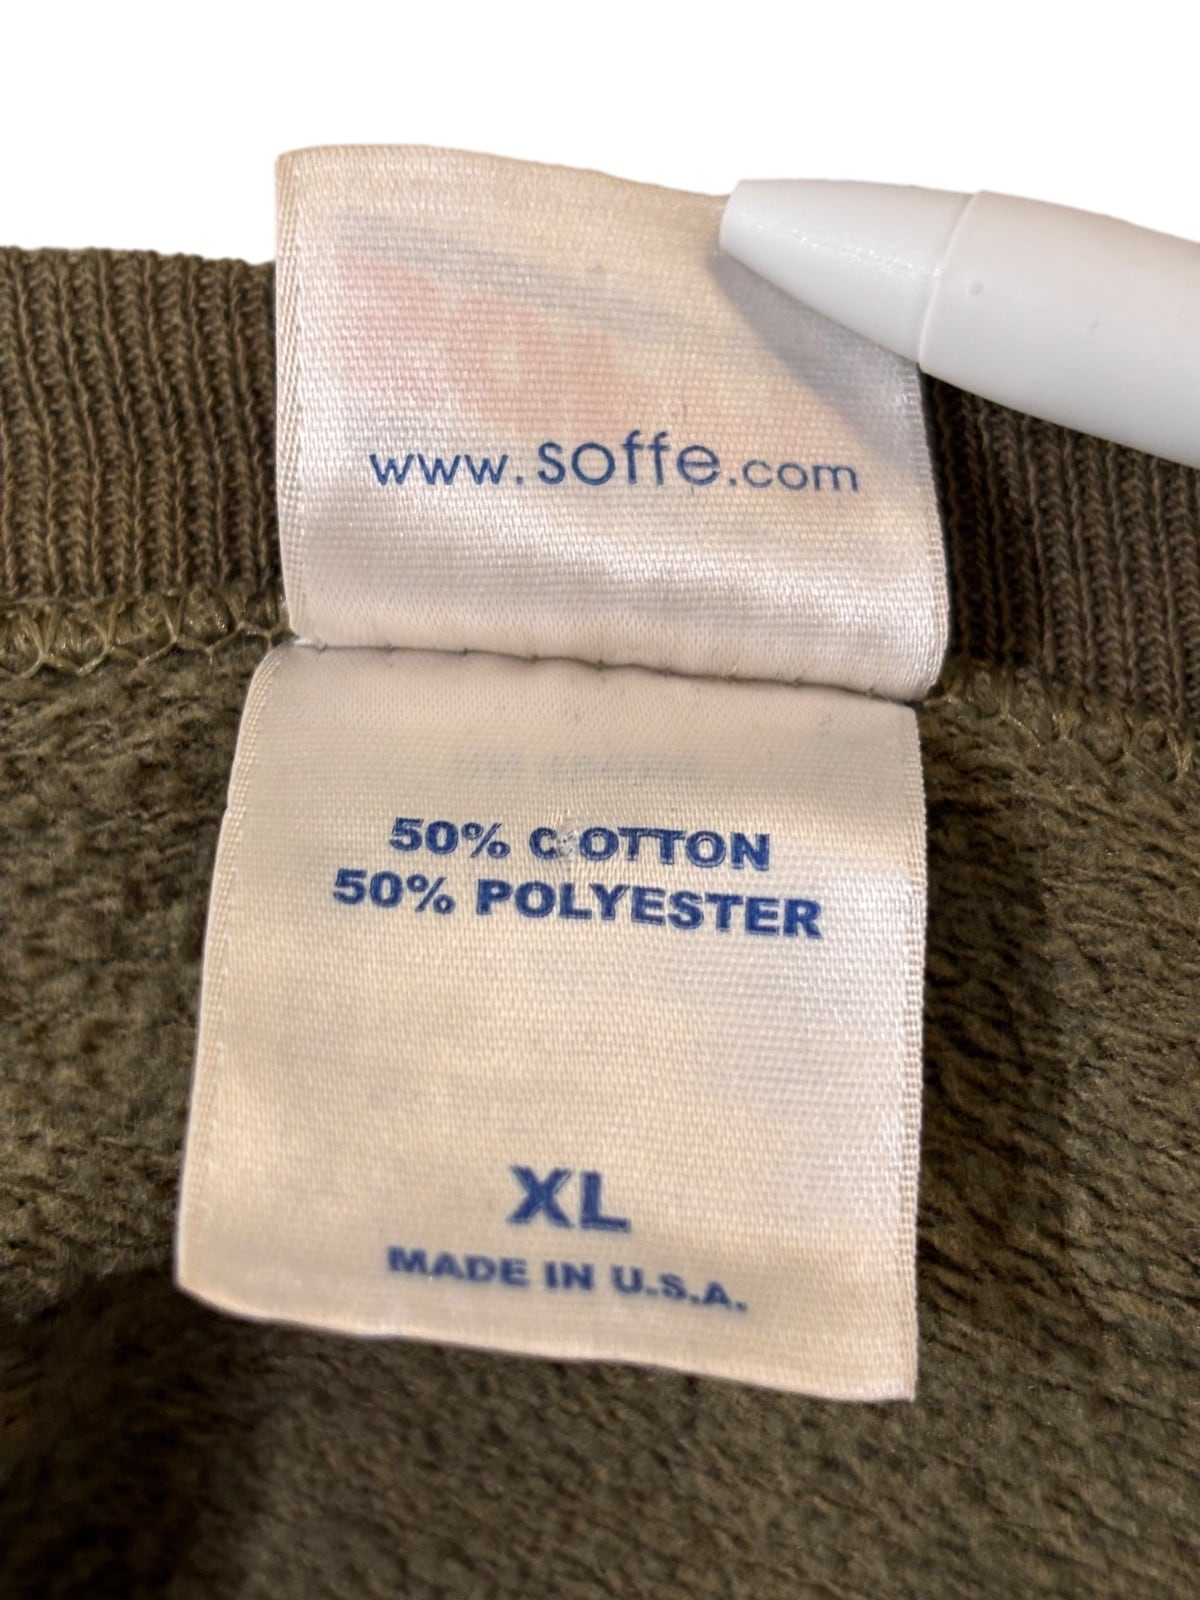 www.soffe.com
50% COTTON
50% POLYESTER
XL
MADE IN U.S.A.